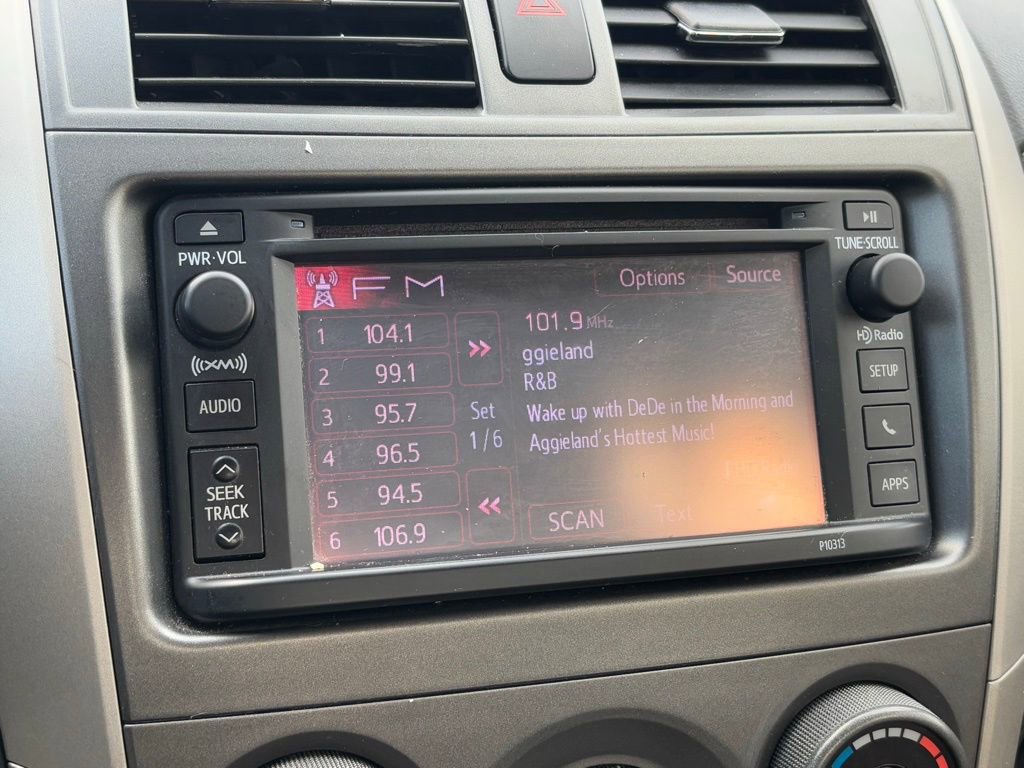 PWR·VOL
((XM))
AUDIO
SEEK
TRACK
FM
Options
Source
1 104.1
2 99.1
3 95.7
4 96.5
5 94.5
6 106.9
Set
1/6
101.9 MHz
ggieland
R&B
Wake up with DeDe in the Morning and
Aggieland's Hottest Music!
SCAN
Text
TUNE·SCROLL
HD Radio
SETUP
APPS
P10313